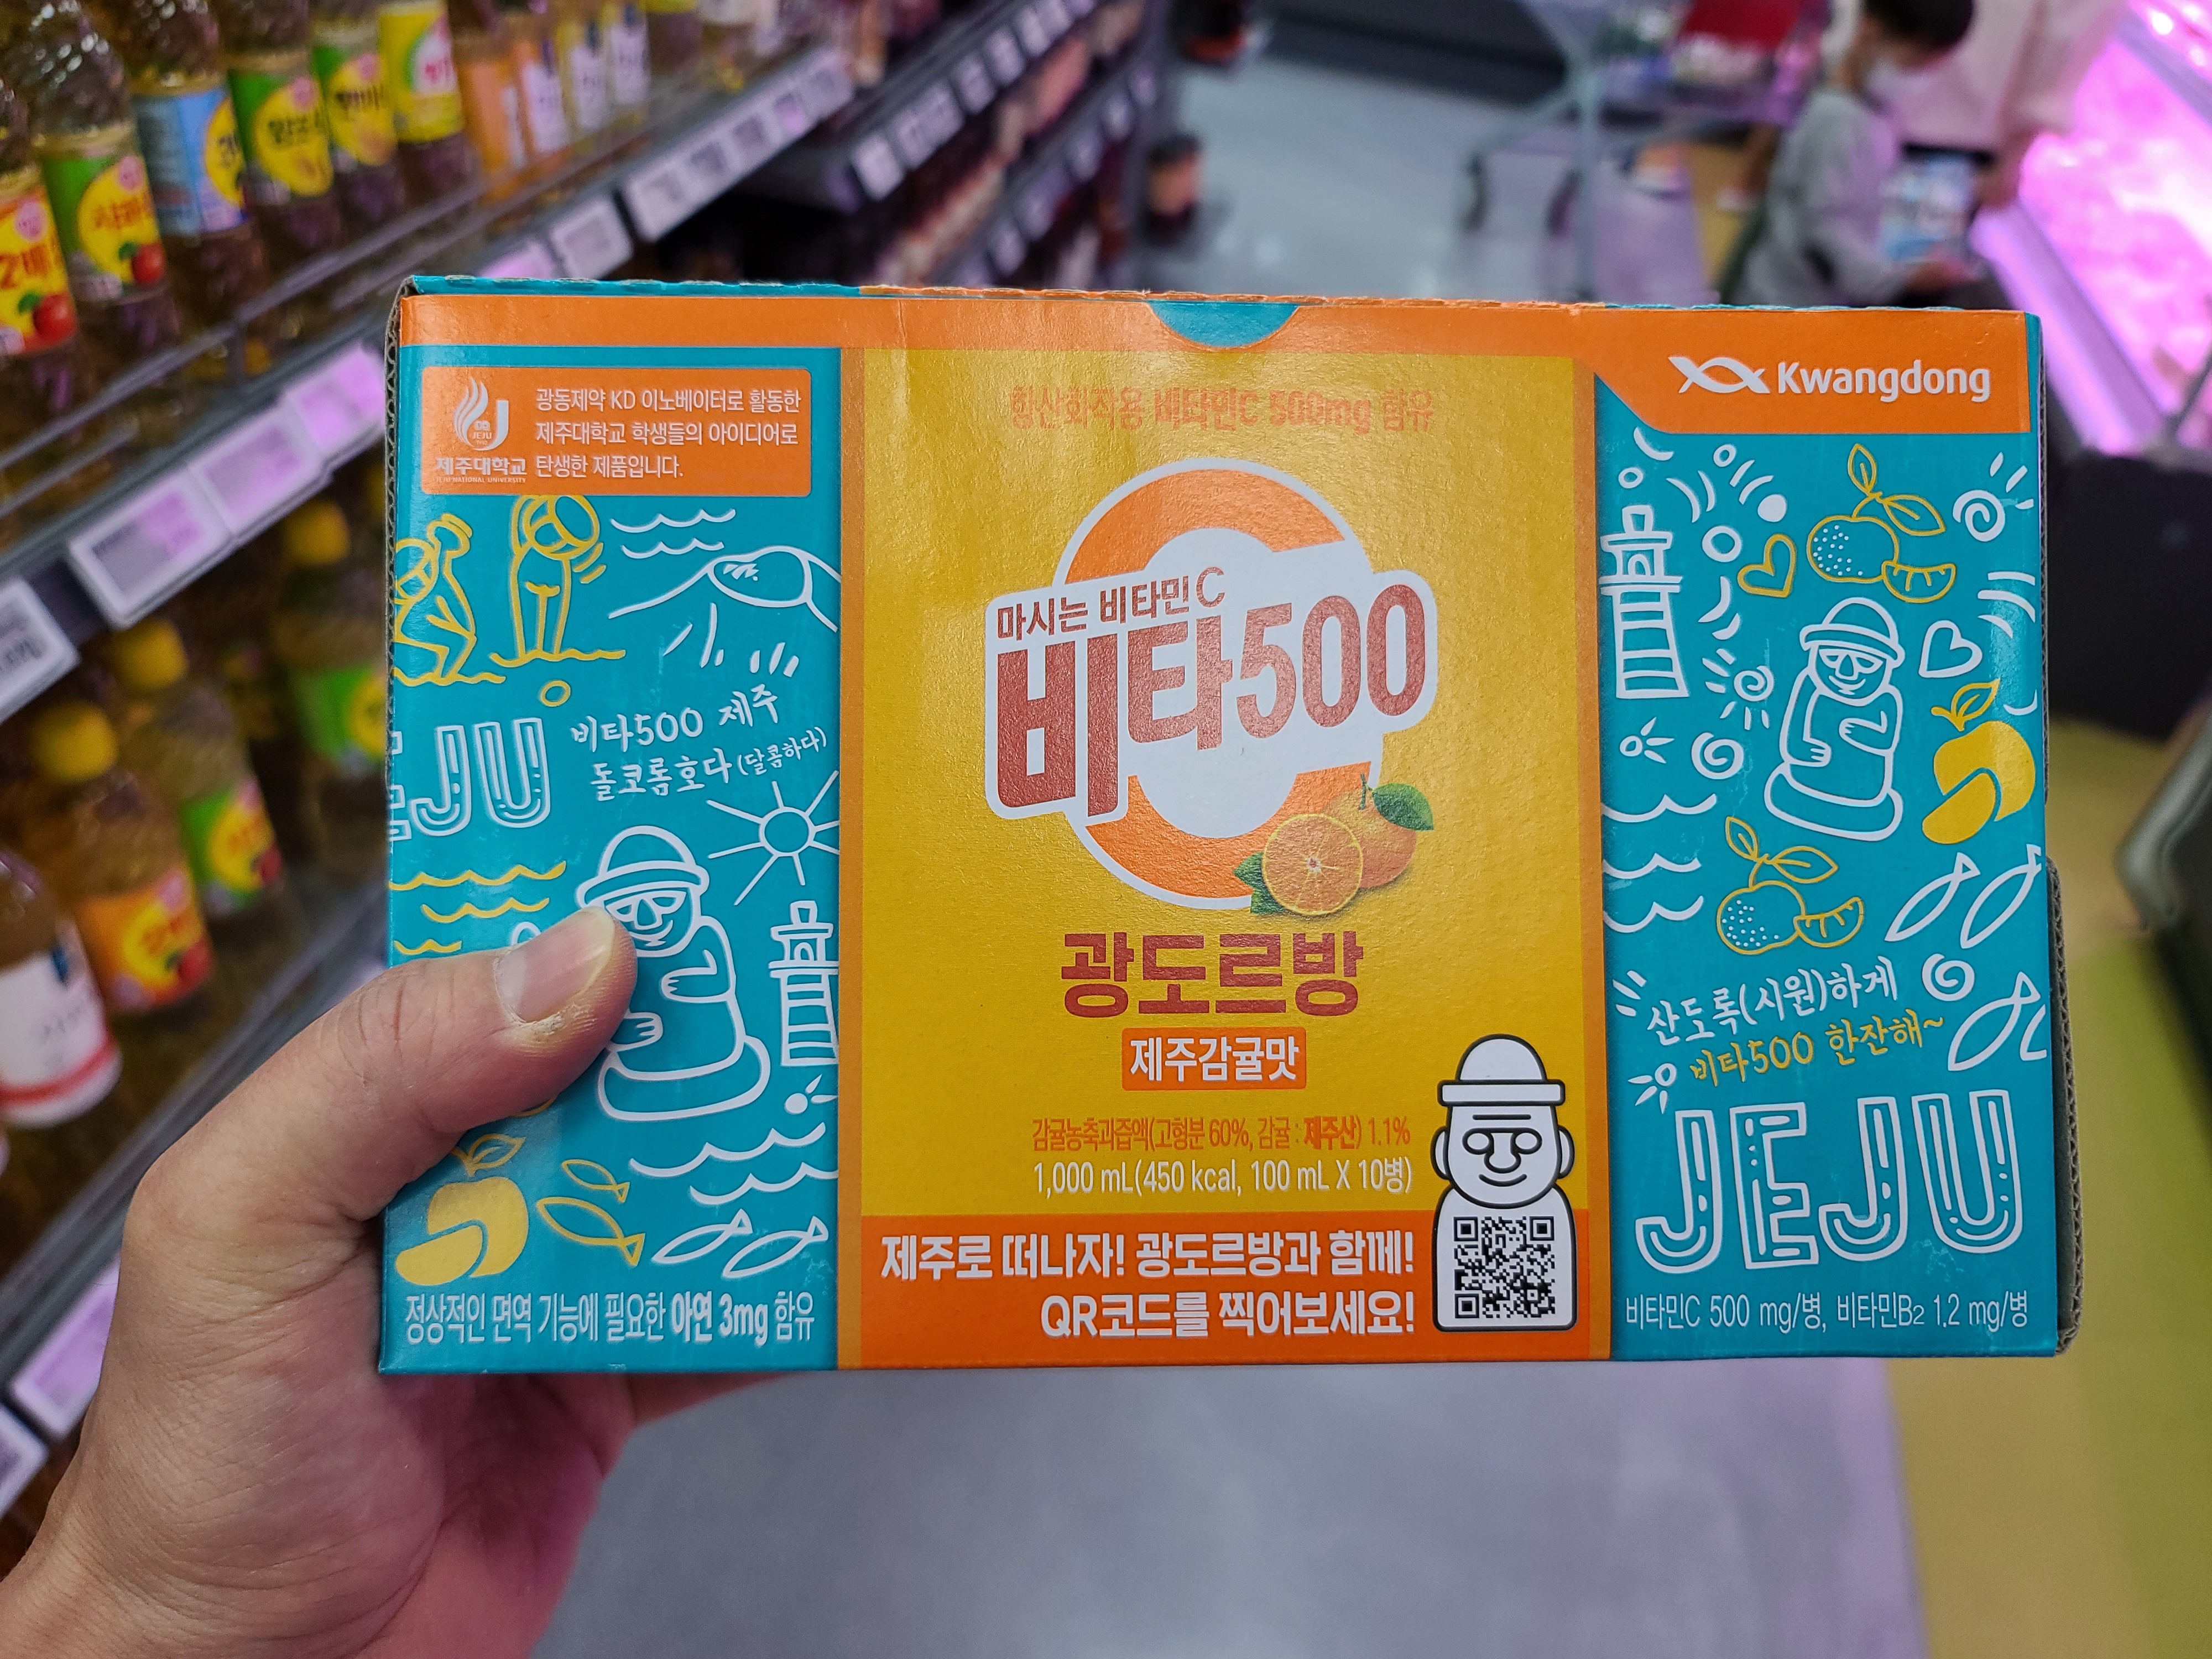 Kwangdong
광동제약 KD 이노베이터로 활동한
제주대학교 학생들의 아이디어로
탄생한 제품입니다.
JEJU
제주대학교
JEJU NATIONAL UNIVERSITY
항산화작용 비타민C 500mg 함유
마시는 비타민C
비타500
광도르방
제주감귤맛
감귤농축과즙액(고형분 60%, 감귤 : 제주산) 1.1%
1,000 mL(450 kcal, 100 mL X 10병)
제주로 떠나자! 광도르방과 함께!
QR코드를 찍어보세요!
EJU
비타500 제주
돌코롬호다(달콤하다)
정상적인 면역 기능에 필요한 아연 3mg 함유
산도록(시원)하게
비타500 한잔해~
JEJU
비타민C 500 mg/병, 비타민B2 1.2 mg/병